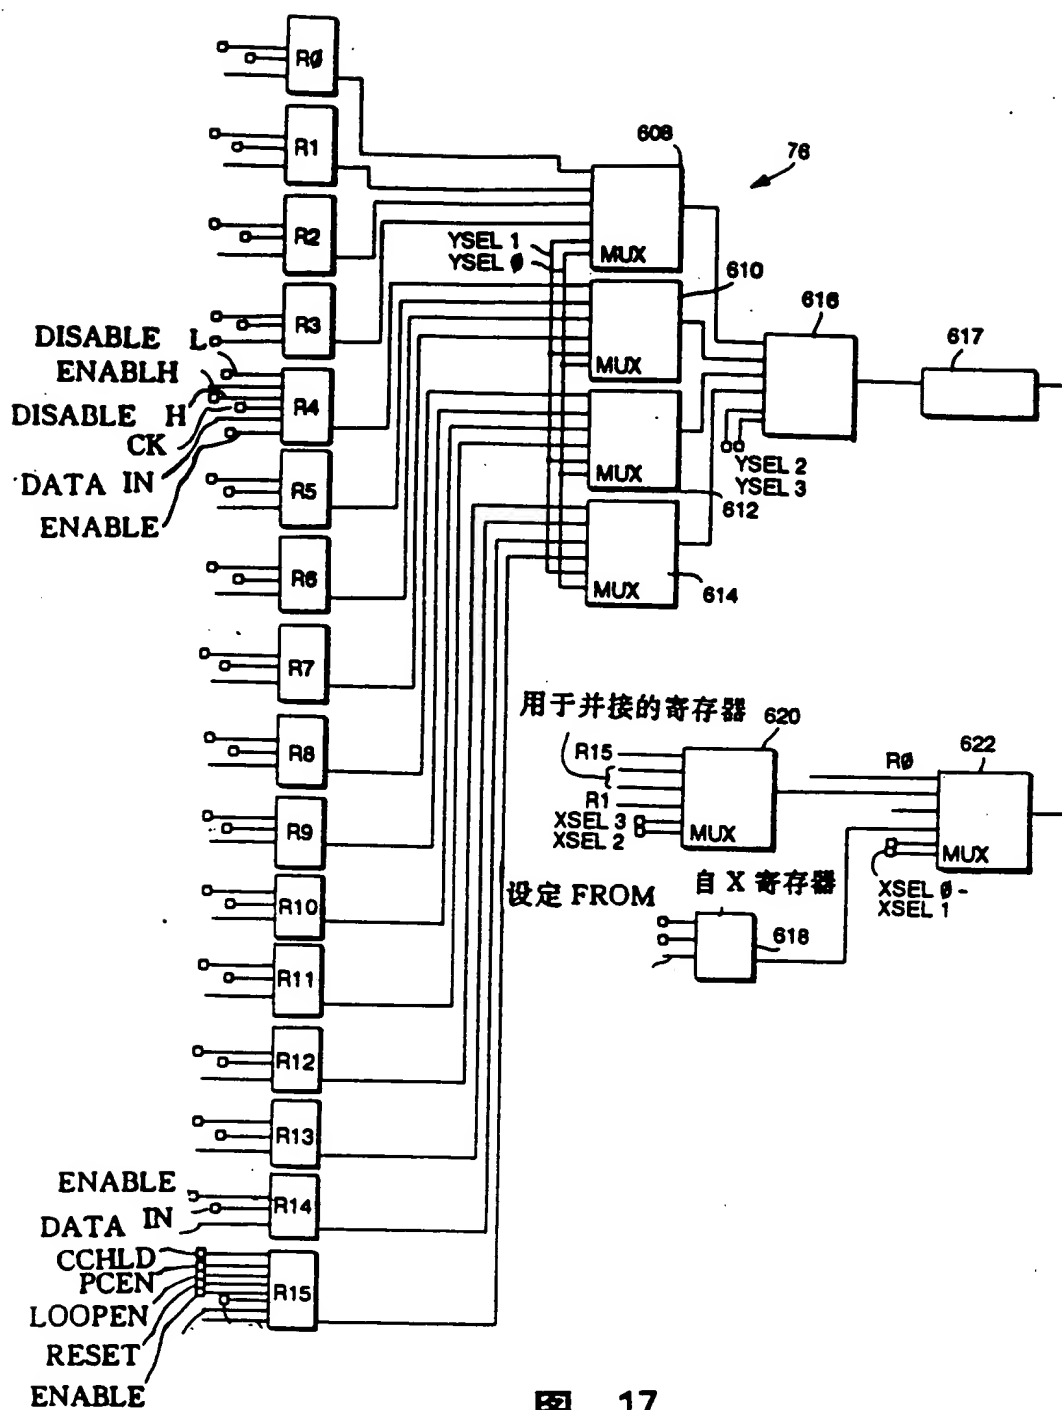 RØ
R1
R2
R3
DISABLE L
ENABLH
DISABLE H
CK
DATA IN
ENABLE
R4
R5
R6
R7
R8
R9
R10
R11
R12
R13
ENABLE
DATA IN
R14
CCHLD
PCEN
LOOPEN
RESET
ENABLE
R15
608
76
YSEL 1
YSEL Ø
MUX
610
MUX
616
617
MUX
612
YSEL 2
YSEL 3
MUX
614
用于并接的寄存器
620
R15
R1
XSEL 3
XSEL 2
MUX
RØ
622
MUX
XSEL Ø-
XSEL 1
设定 FROM
自 X 寄存器
618
图 17